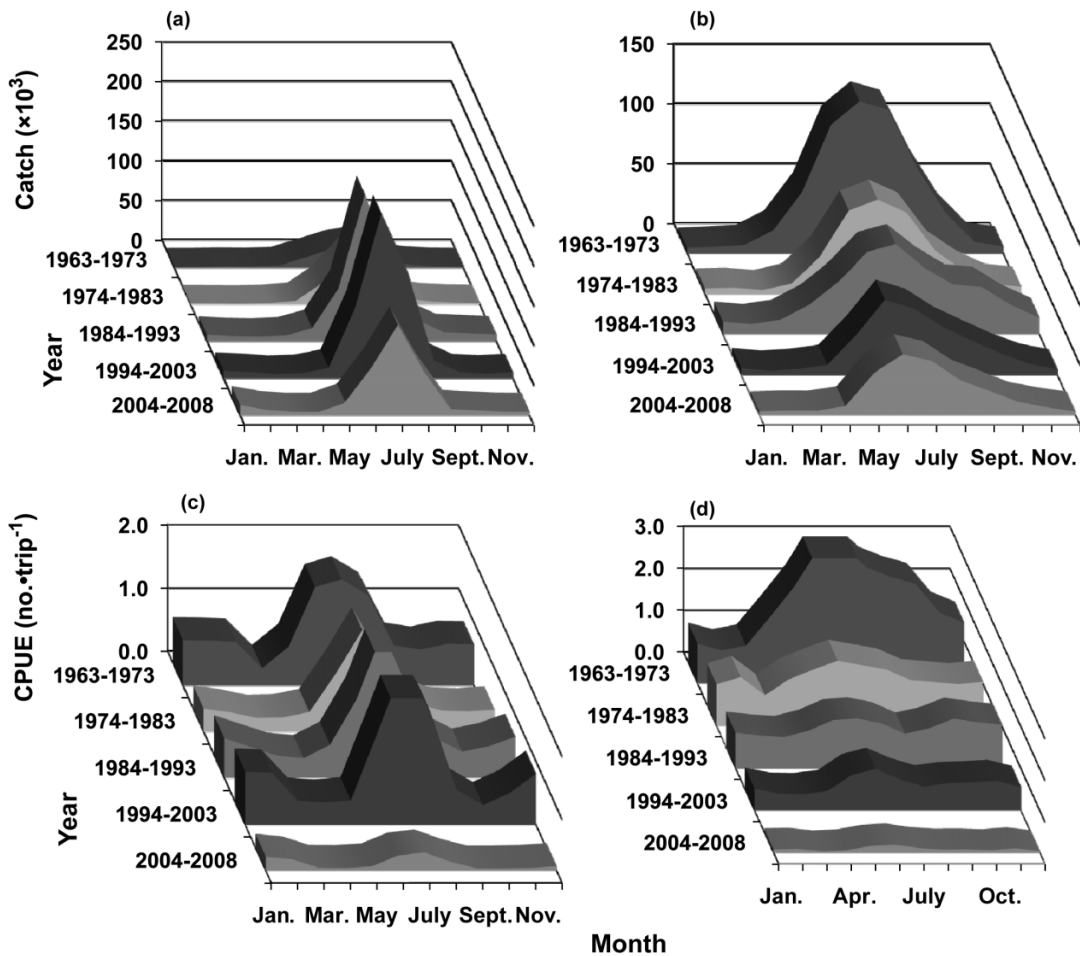 (a)
Catch (×10³)
250
200
150
100
50
0
1963-1973
1974-1983
1984-1993
1994-2003
2004-2008
Year
Jan. Mar. May July Sept. Nov.
(b)
150
100
50
0
1963-1973
1974-1983
1984-1993
1994-2003
2004-2008
Jan. Mar. May July Sept. Nov.
(c)
CPUE (no.•trip⁻¹)
2.0
1.0
0.0
1963-1973
1974-1983
1984-1993
1994-2003
2004-2008
Year
Jan. Mar. May July Sept. Nov.
(d)
3.0
2.0
1.0
0.0
1963-1973
1974-1983
1984-1993
1994-2003
2004-2008
Jan. Apr. July Oct.
Month